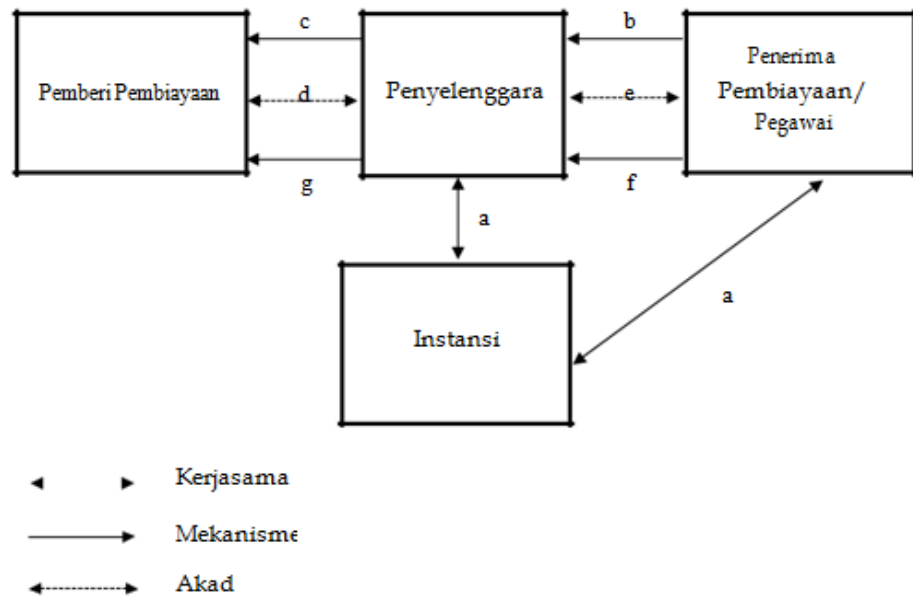 c
b
Pemberi Pembiayaan
d
Penyelenggara
e
Penerima
Pembiayaan/
Pegawai
g
f
a
a
Instansi
Kerjasama
Mekanisme
Akad